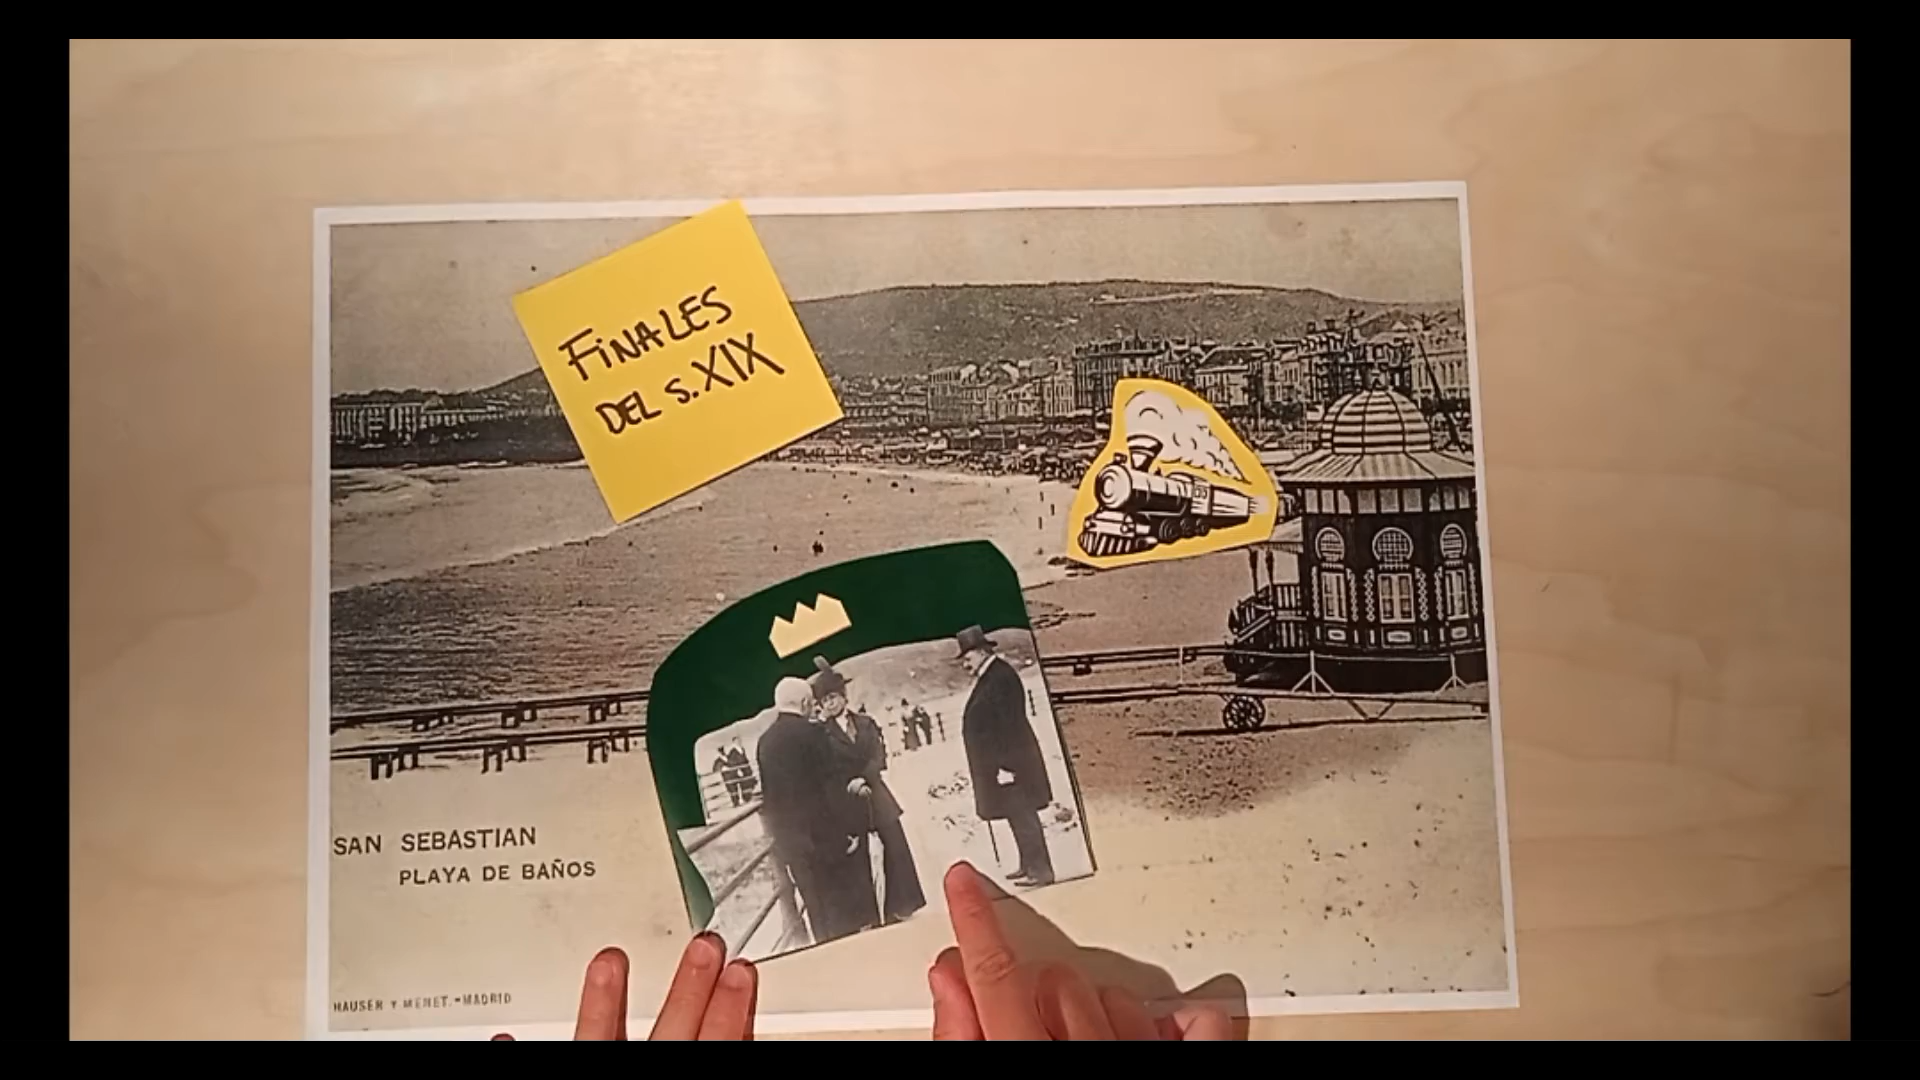 FINALES
DEL s.XIX
SAN SEBASTIAN
PLAYA DE BAÑOS
HAUSER Y MENET.-MADRID